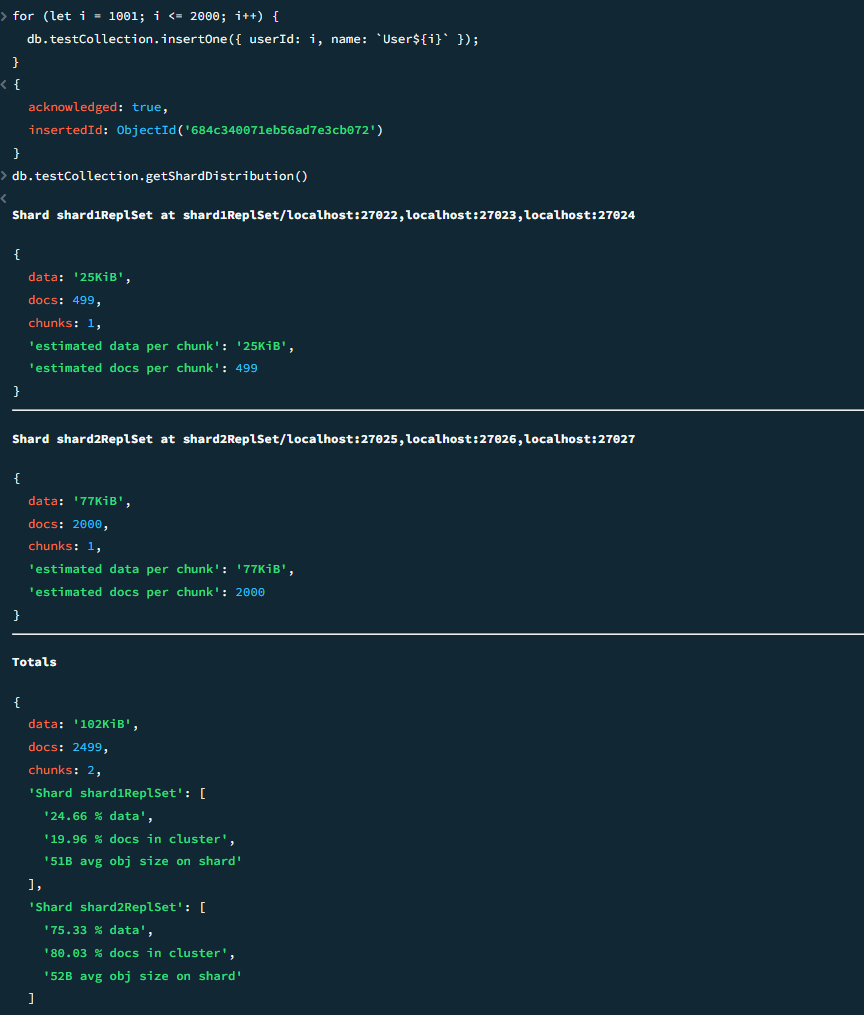 for (let i = 1001; i <= 2000; i++) {
  db.testCollection.insertOne({ userId: i, name: `User${i}` });
}
{
  acknowledged: true,
  insertedId: ObjectId('684c340071eb56ad7e3cb072')
}
db.testCollection.getShardDistribution()
Shard shard1ReplSet at shard1ReplSet/localhost:27022,localhost:27023,localhost:27024
{
  data: '25KiB',
  docs: 499,
  chunks: 1,
  'estimated data per chunk': '25KiB',
  'estimated docs per chunk': 499
}
Shard shard2ReplSet at shard2ReplSet/localhost:27025,localhost:27026,localhost:27027
{
  data: '77KiB',
  docs: 2000,
  chunks: 1,
  'estimated data per chunk': '77KiB',
  'estimated docs per chunk': 2000
}
Totals
{
  data: '102KiB',
  docs: 2499,
  chunks: 2,
  'Shard shard1ReplSet': [
    '24.66 % data',
    '19.96 % docs in cluster',
    '51B avg obj size on shard'
  ],
  'Shard shard2ReplSet': [
    '75.33 % data',
    '80.03 % docs in cluster',
    '52B avg obj size on shard'
  ]